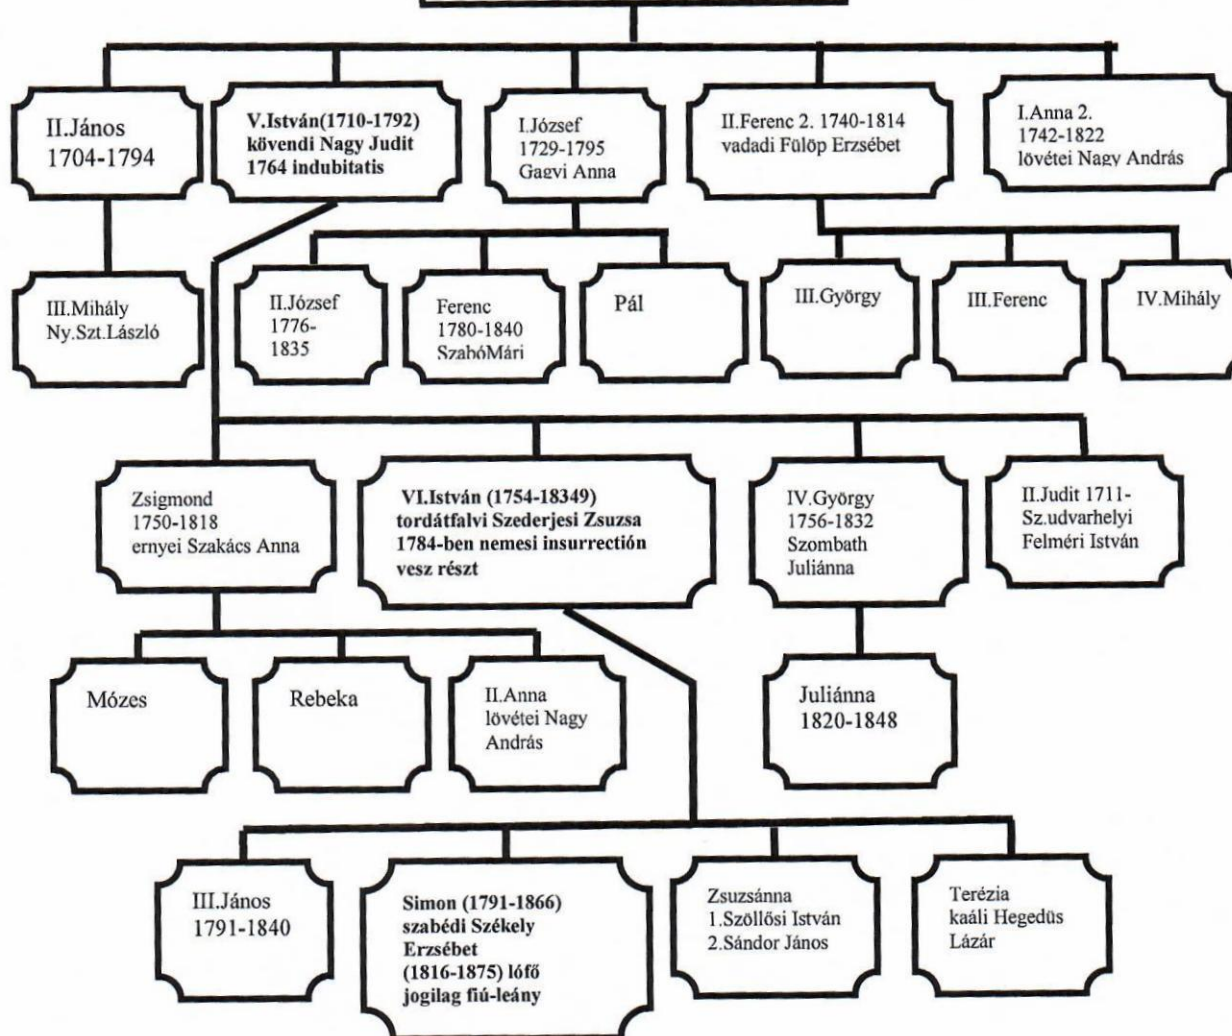 II.János
1704-1794
V.István(1710-1792)
kövendi Nagy Judit
1764 indubitatis
I.József
1729-1795
Gagvi Anna
II.Ferenc 2. 1740-1814
vadadi Fülöp Erzsébet
I.Anna 2.
1742-1822
lövétei Nagy András
III.Mihály
Ny.Szt.László
II.József
1776-
1835
Ferenc
1780-1840
SzabóMári
Pál
III.György
III.Ferenc
IV.Mihály
Zsigmond
1750-1818
ernyei Szakács Anna
VI.István (1754-18349)
tordátfalvi Szederjesi Zsuzsa
1784-ben nemesi insurrectión
vesz részt
IV.György
1756-1832
Szombath
Juliánna
II.Judit 1711-
Sz.udvarhelyi
Felméri István
Mózes
Rebeka
II.Anna
lövétei Nagy
András
Juliánna
1820-1848
III.János
1791-1840
Simon (1791-1866)
szabédi Székely
Erzsébet
(1816-1875) lófő
jogilag fiú-leány
Zsuzsánna
1.Szöllősi István
2.Sándor János
Terézia
kaáli Hegedüs
Lázár